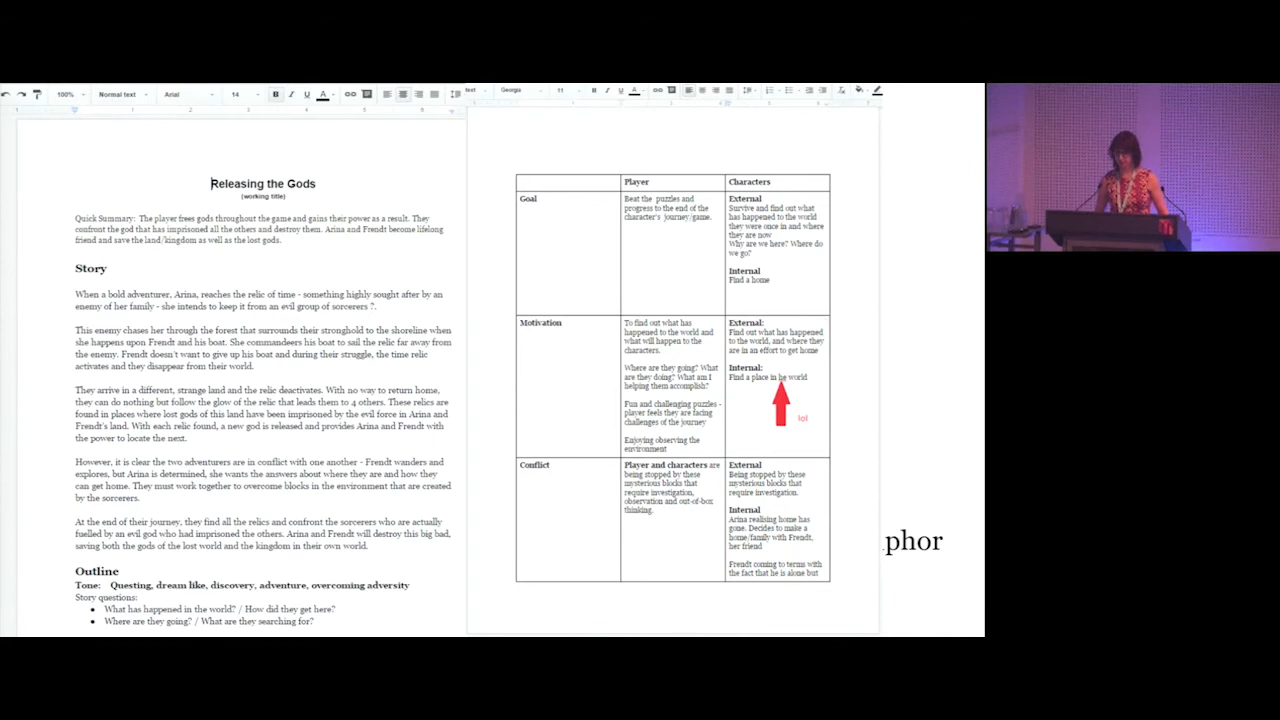 100%
Normal text
Arial
14
B
I
U
A
Releasing the Gods
(working title)
Quick Summary: The player frees gods throughout the game and gains their power as a result. They
confront the god that has imprisoned all the others and destroy them. Arina and Frendt become lifelong
friend and save the land/kingdom as well as the lost gods.
Story
When a bold adventurer, Arina, reaches the relic of time - something highly sought after by an
enemy of her family - she intends to keep it from an evil group of sorcerers ?.
This enemy chases her through the forest that surrounds their stronghold to the shoreline when
she happens upon Frendt and his boat. She commandeers his boat to sail the relic far away from
the enemy. Frendt doesn't want to give up his boat and during their struggle, the time relic
activates and they disappear from their world.
They arrive in a different, strange land and the relic deactivates. With no way to return home,
they can do nothing but follow the glow of the relic that leads them to 4 others. These relics are
found in places where lost gods of this land have been imprisoned by the evil force in Arina and
Frendt's land. With each relic found, a new god is released and provides Arina and Frendt with
the power to locate the next.
However, it is clear the two adventurers are in conflict with one another - Frendt wanders and
explores, but Arina is determined, she wants the answers about where they are and how they
can get home. They must work together to overcome blocks in the environment that are created
by the sorcerers.
At the end of their journey, they find all the relics and confront the sorcerers who are actually
fuelled by an evil god who had imprisoned the others. Arina and Frendt will destroy this big bad,
saving both the gods of the lost world and the kingdom in their own world.
Outline
Tone: Questing, dream like, discovery, adventure, overcoming adversity
Story questions:
What has happened in the world? / How did they get here?
Where are they going? / What are they searching for?
text
Georgia
11
B
I
U
A
Player
Characters
Goal
Beat the puzzles and
progress to the end of the
character's journey/game.
External
Survive and find out what
has happened to the world
they were once in and where
they are now
Why are we here? Where do
we go?
Internal
Find a home
Motivation
To find out what has
happened to the world and
what will happen to the
characters.
Where are they going? What
are they doing? What am I
helping them accomplish?
Fun and challenging puzzles -
player feels they are facing
challenges of the journey
Enjoying observing the
environment
External:
Find out what has happened
to the world, and where they
are in an effort to get home
Internal:
Find a place in he world
lol
Conflict
Player and characters are
being stopped by these
mysterious blocks that
require investigation,
observation and out-of-box
thinking.
External
Being stopped by these
mysterious blocks that
require investigation.
Internal
Arina realising home has
gone. Decides to make a
home/family with Frendt,
her friend
Frendt coming to terms with
the fact that he is alone but
phor